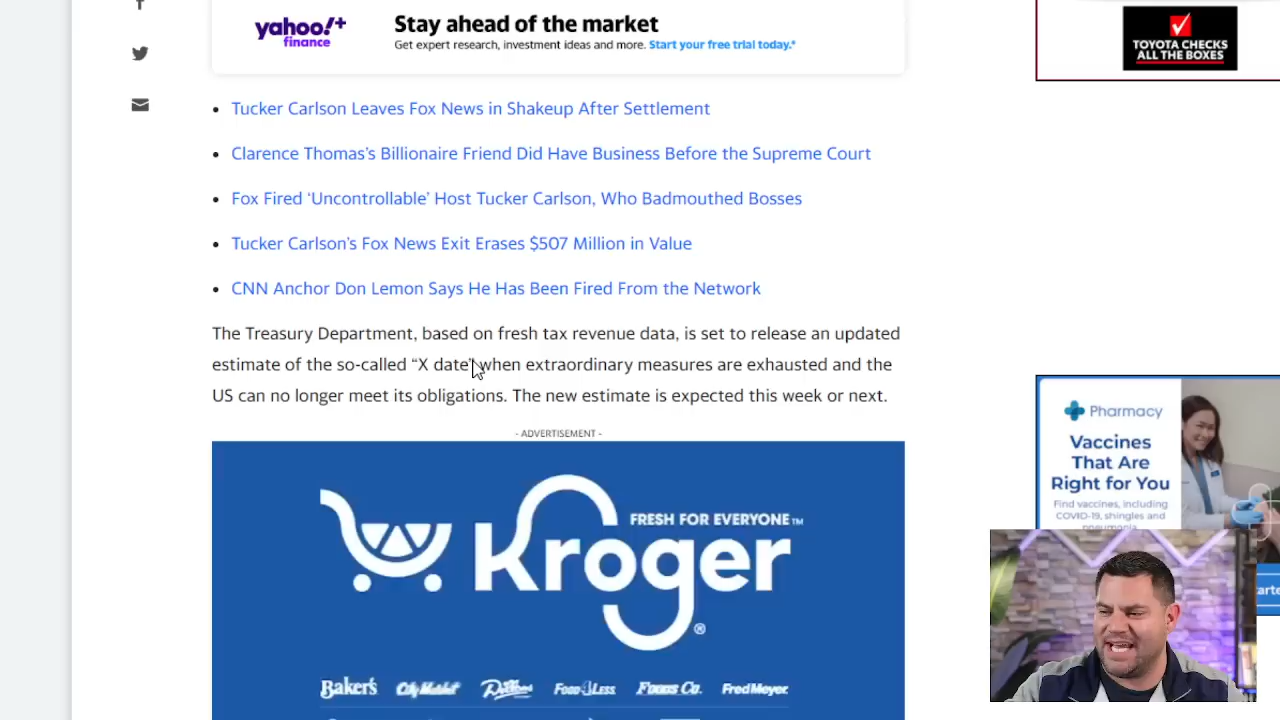 yahoo!+
finance
Stay ahead of the market
Get expert research, investment ideas and more. Start your free trial today.*
TOYOTA CHECKS
ALL THE BOXES
• Tucker Carlson Leaves Fox News in Shakeup After Settlement
• Clarence Thomas’s Billionaire Friend Did Have Business Before the Supreme Court
• Fox Fired ‘Uncontrollable’ Host Tucker Carlson, Who Badmouthed Bosses
• Tucker Carlson’s Fox News Exit Erases $507 Million in Value
• CNN Anchor Don Lemon Says He Has Been Fired From the Network
The Treasury Department, based on fresh tax revenue data, is set to release an updated
estimate of the so-called “X date” when extraordinary measures are exhausted and the
US can no longer meet its obligations. The new estimate is expected this week or next.
- ADVERTISEMENT -
Kroger
FRESH FOR EVERYONE™
®
Baker's City Market Dillons Food 4 Less Foods Co. Fred Meyer
Pharmacy
Vaccines
That Are
Right for You
Find vaccines, including
COVID-19, shingles and
pneumonia